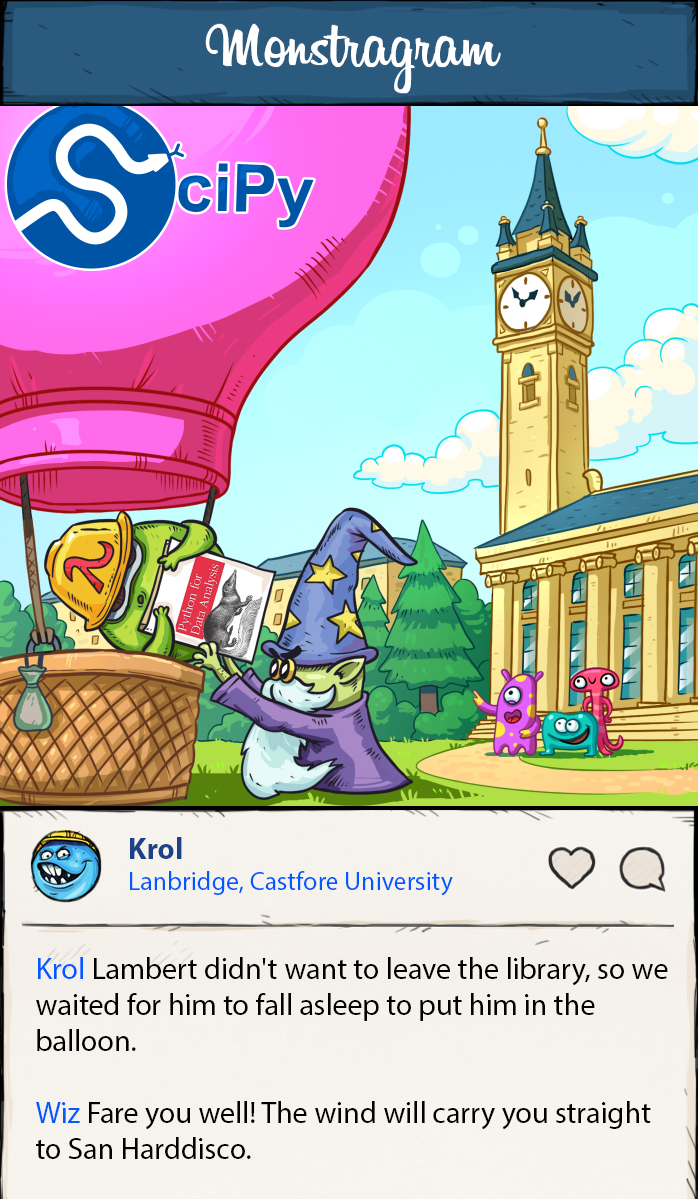 Monstragram
SciPy
λ
Python for
Data Analysis
Krol
Lanbridge, Castfore University
Krol Lambert didn't want to leave the library, so we
waited for him to fall asleep to put him in the
balloon.
Wiz Fare you well! The wind will carry you straight
to San Harddisco.